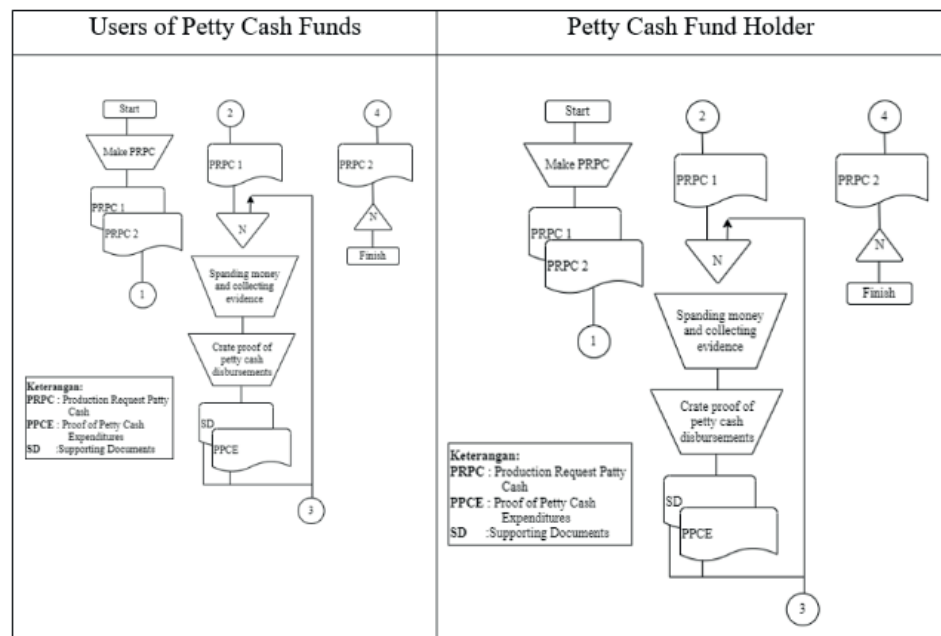 Users of Petty Cash Funds
Start
Make PRPC
PRPC 1
PRPC 2
1
2
PRPC 1
N
Spanding money
and collecting
evidence
Crate proof of
petty cash
disbursements
SD
PPCE
3
4
PRPC 2
N
Finish
Keterangan:
PRPC : Production Request Patty
Cash
PPCE : Proof of Petty Cash
Expenditures
SD :Supporting Documents
Petty Cash Fund Holder
Start
Make PRPC
PRPC 1
PRPC 2
1
2
PRPC 1
N
Spanding money
and collecting
evidence
Crate proof of
petty cash
disbursements
SD
PPCE
3
4
PRPC 2
N
Finish
Keterangan:
PRPC : Production Request Patty
Cash
PPCE : Proof of Petty Cash
Expenditures
SD :Supporting Documents